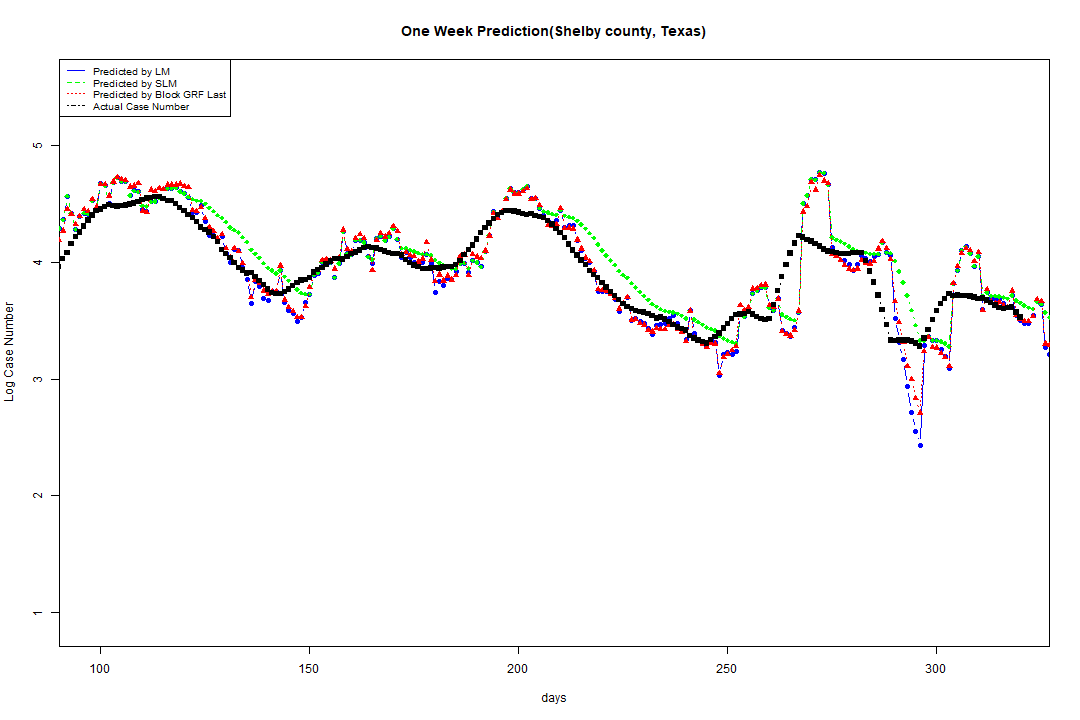 One Week Prediction(Shelby county, Texas)
Predicted by LM
Predicted by SLM
Predicted by Block GRF Last
Actual Case Number
5
4
3
2
1
Log Case Number
100 150 200 250 300
days